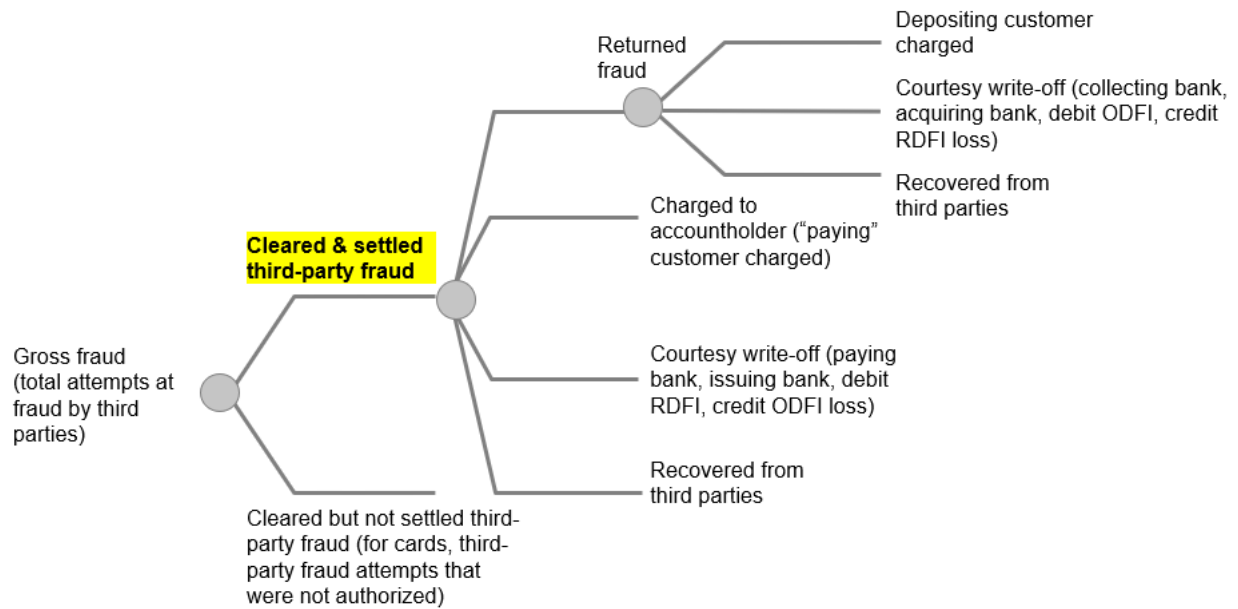 Depositing customer
charged
Returned
fraud
Courtesy write-off (collecting bank,
acquiring bank, debit ODFI, credit
RDFI loss)
Recovered from
third parties
Charged to
accountholder (“paying”
customer charged)
Cleared & settled
third-party fraud
Gross fraud
(total attempts at
fraud by third
parties)
Courtesy write-off (paying
bank, issuing bank, debit
RDFI, credit ODFI loss)
Recovered from
third parties
Cleared but not settled third-
party fraud (for cards, third-
party fraud attempts that
were not authorized)